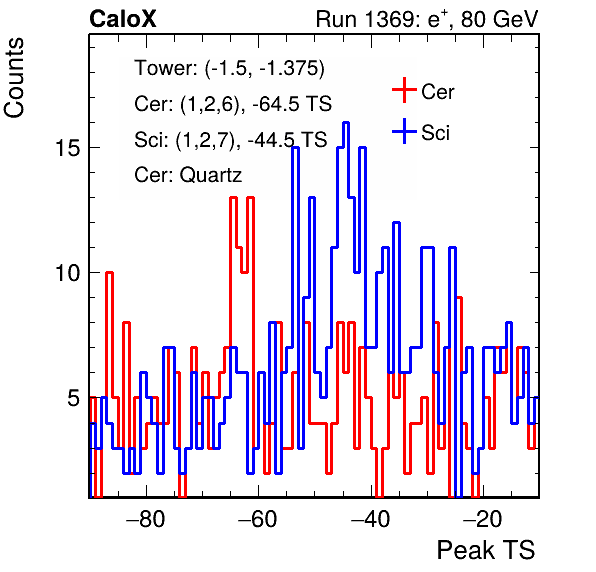 CaloX Run 1369: e⁺, 80 GeV
Counts
Tower: (-1.5, -1.375)
Cer: (1,2,6), -64.5 TS
Sci: (1,2,7), -44.5 TS
Cer: Quartz
Cer
Sci
15
10
5
−80 −60 −40 −20
Peak TS